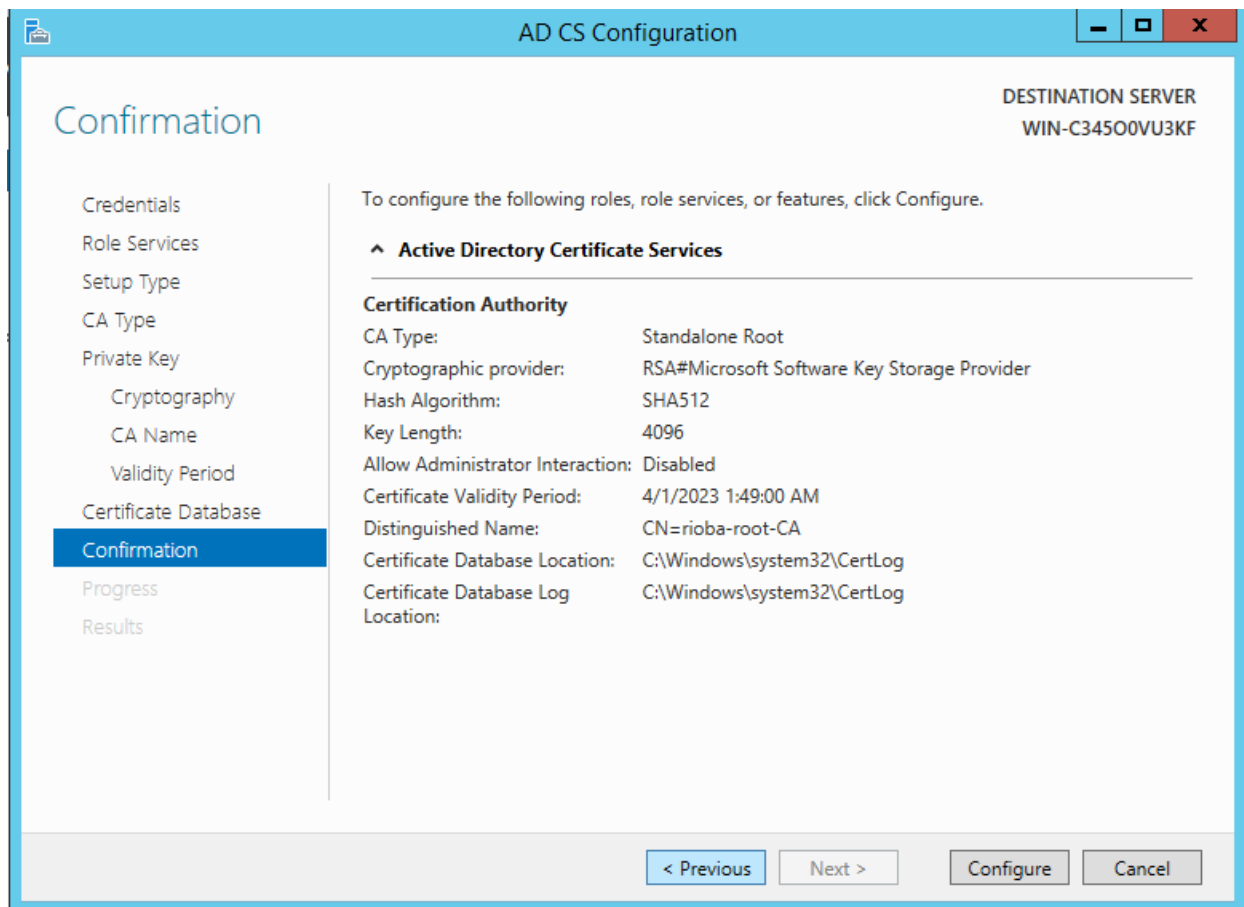 AD CS Configuration
DESTINATION SERVER
WIN-C345O0VU3KF
Confirmation
Credentials
Role Services
Setup Type
CA Type
Private Key
Cryptography
CA Name
Validity Period
Certificate Database
Confirmation
Progress
Results
To configure the following roles, role services, or features, click Configure.
Active Directory Certificate Services
Certification Authority
CA Type: Standalone Root
Cryptographic provider: RSA#Microsoft Software Key Storage Provider
Hash Algorithm: SHA512
Key Length: 4096
Allow Administrator Interaction: Disabled
Certificate Validity Period: 4/1/2023 1:49:00 AM
Distinguished Name: CN=rioba-root-CA
Certificate Database Location: C:\Windows\system32\CertLog
Certificate Database Log C:\Windows\system32\CertLog
Location:
< Previous Next > Configure Cancel